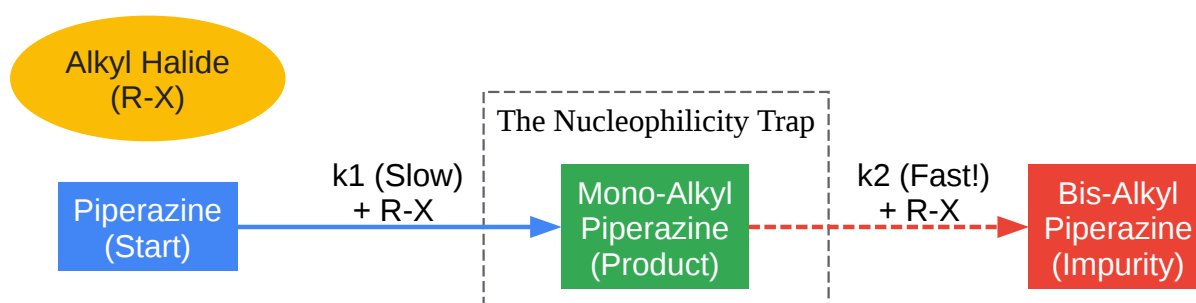 Alkyl Halide
(R-X)
The Nucleophilicity Trap
Piperazine
(Start)
k1 (Slow)
+ R-X
Mono-Alkyl
Piperazine
(Product)
k2 (Fast!)
+ R-X
Bis-Alkyl
Piperazine
(Impurity)